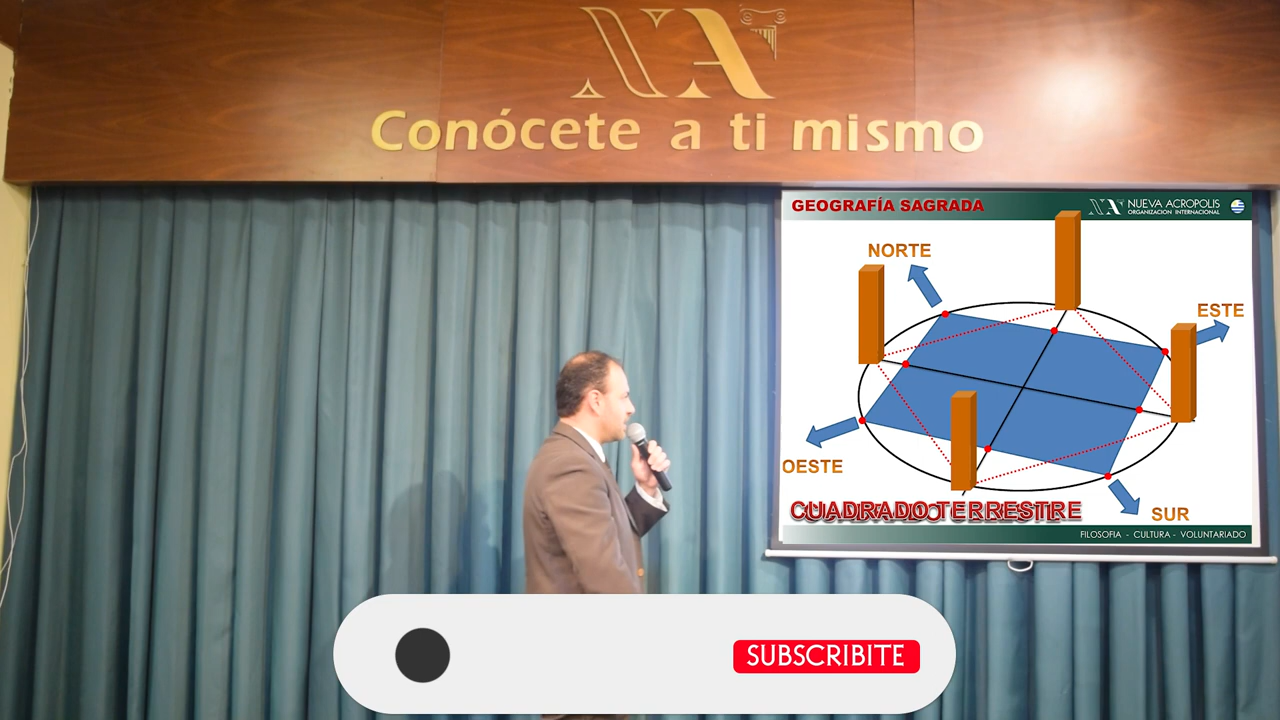 NA
Conócete a ti mismo
GEOGRAFÍA SAGRADA
NUEVA ACROPOLIS
ORGANIZACION INTERNACIONAL
NORTE
ESTE
OESTE
SUR
CUADRADO TERRESTRE
FILOSOFIA - CULTURA - VOLUNTARIADO
SUBSCRIBITE